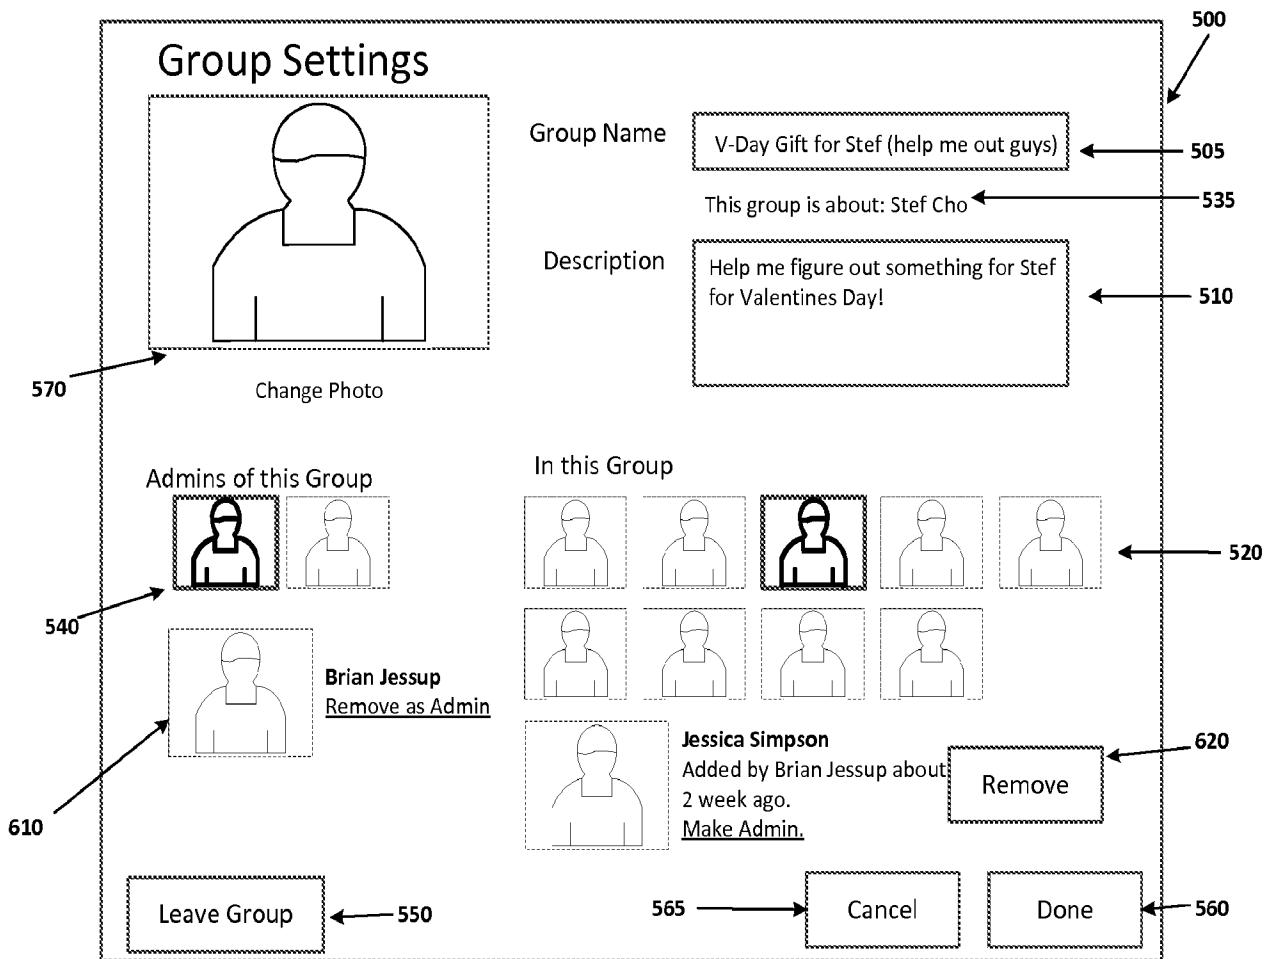 500
Group Settings
Group Name
V-Day Gift for Stef (help me out guys)
505
This group is about: Stef Cho
535
Description
Help me figure out something for Stef
for Valentines Day!
510
570
Change Photo
Admins of this Group
In this Group
520
540
Brian Jessup
Remove as Admin
610
Jessica Simpson
Added by Brian Jessup about
2 week ago.
Make Admin.
Remove
620
Leave Group
550
565
Cancel
Done
560